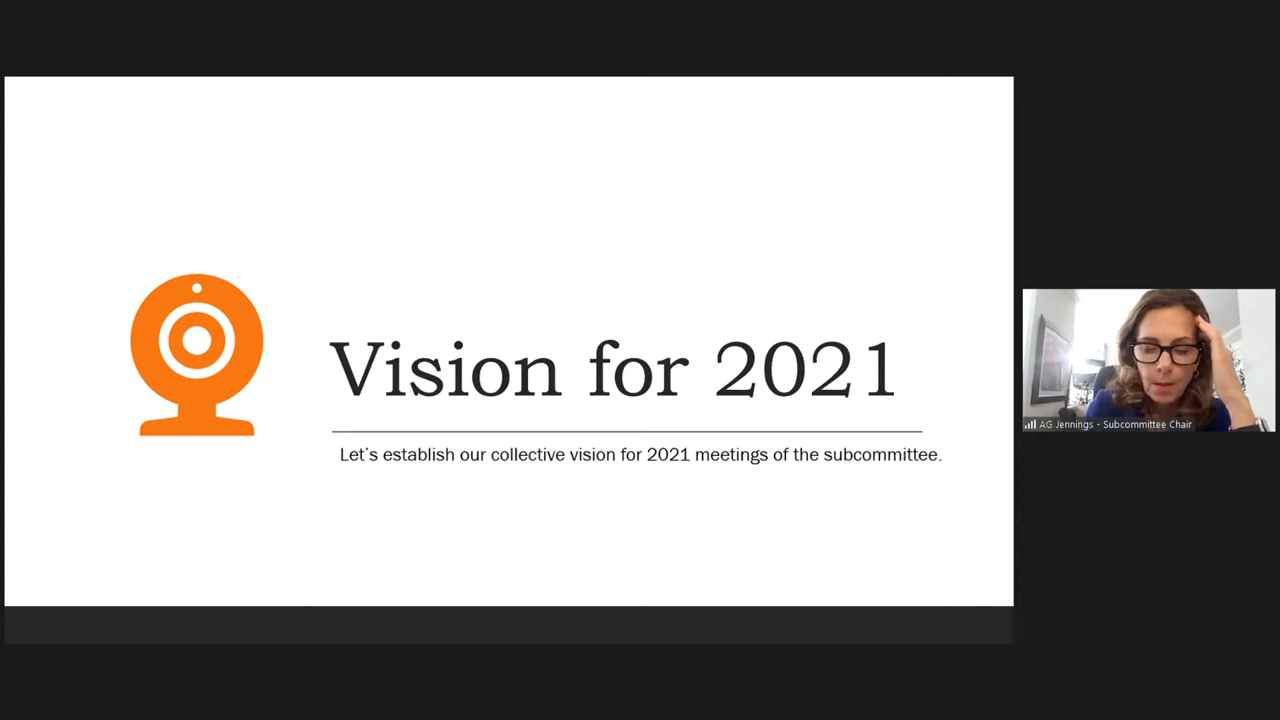 Vision for 2021
Let's establish our collective vision for 2021 meetings of the subcommittee.
AG Jennings - Subcommittee Chair